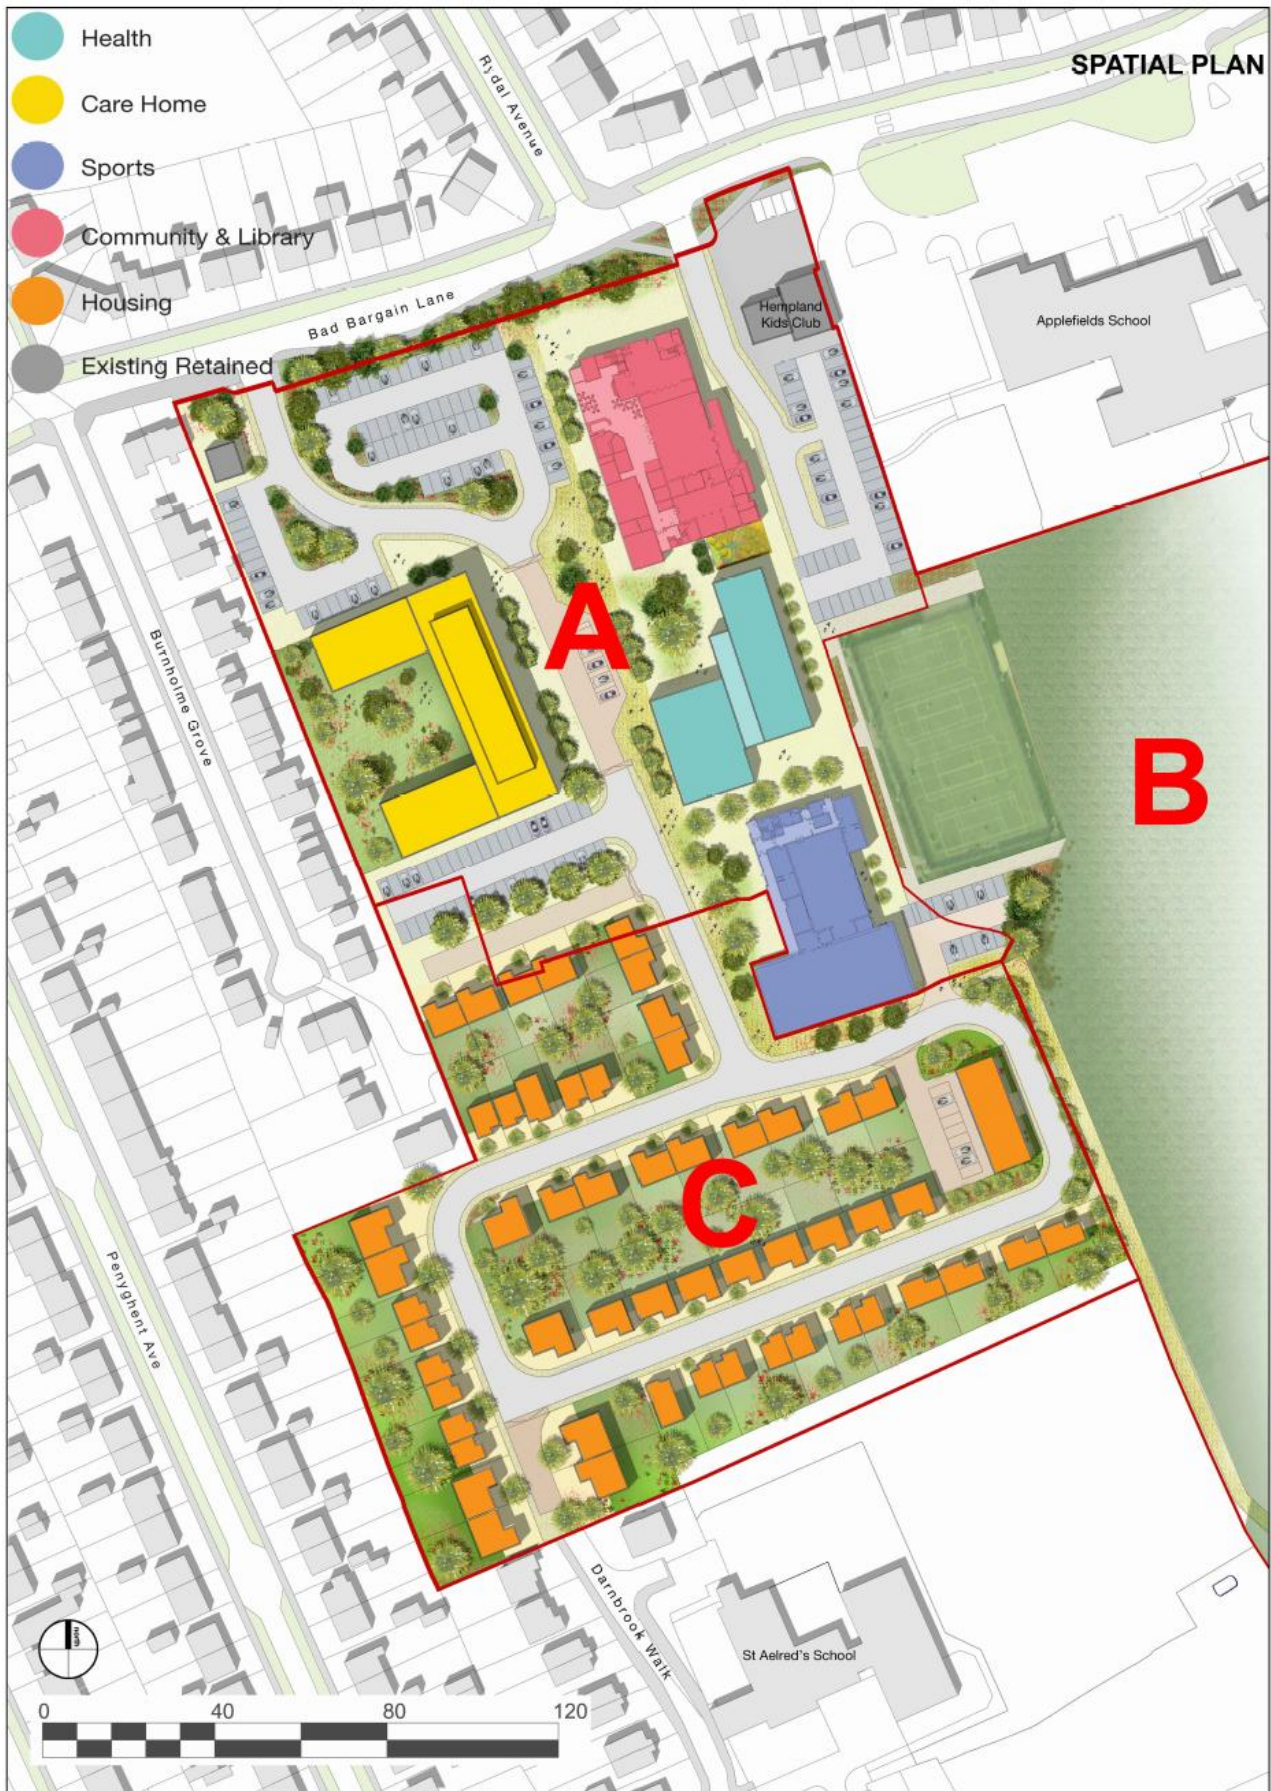 Health
Care Home
Sports
Community & Library
Housing
Existing Retained
SPATIAL PLAN
Rydal Avenue
Bad Bargain Lane
Hempland
Kids Club
Applefields School
A
B
C
Burnholme Grove
Penyghent Ave
Darnbrook Walk
St Aelred's School
north
0 40 80 120